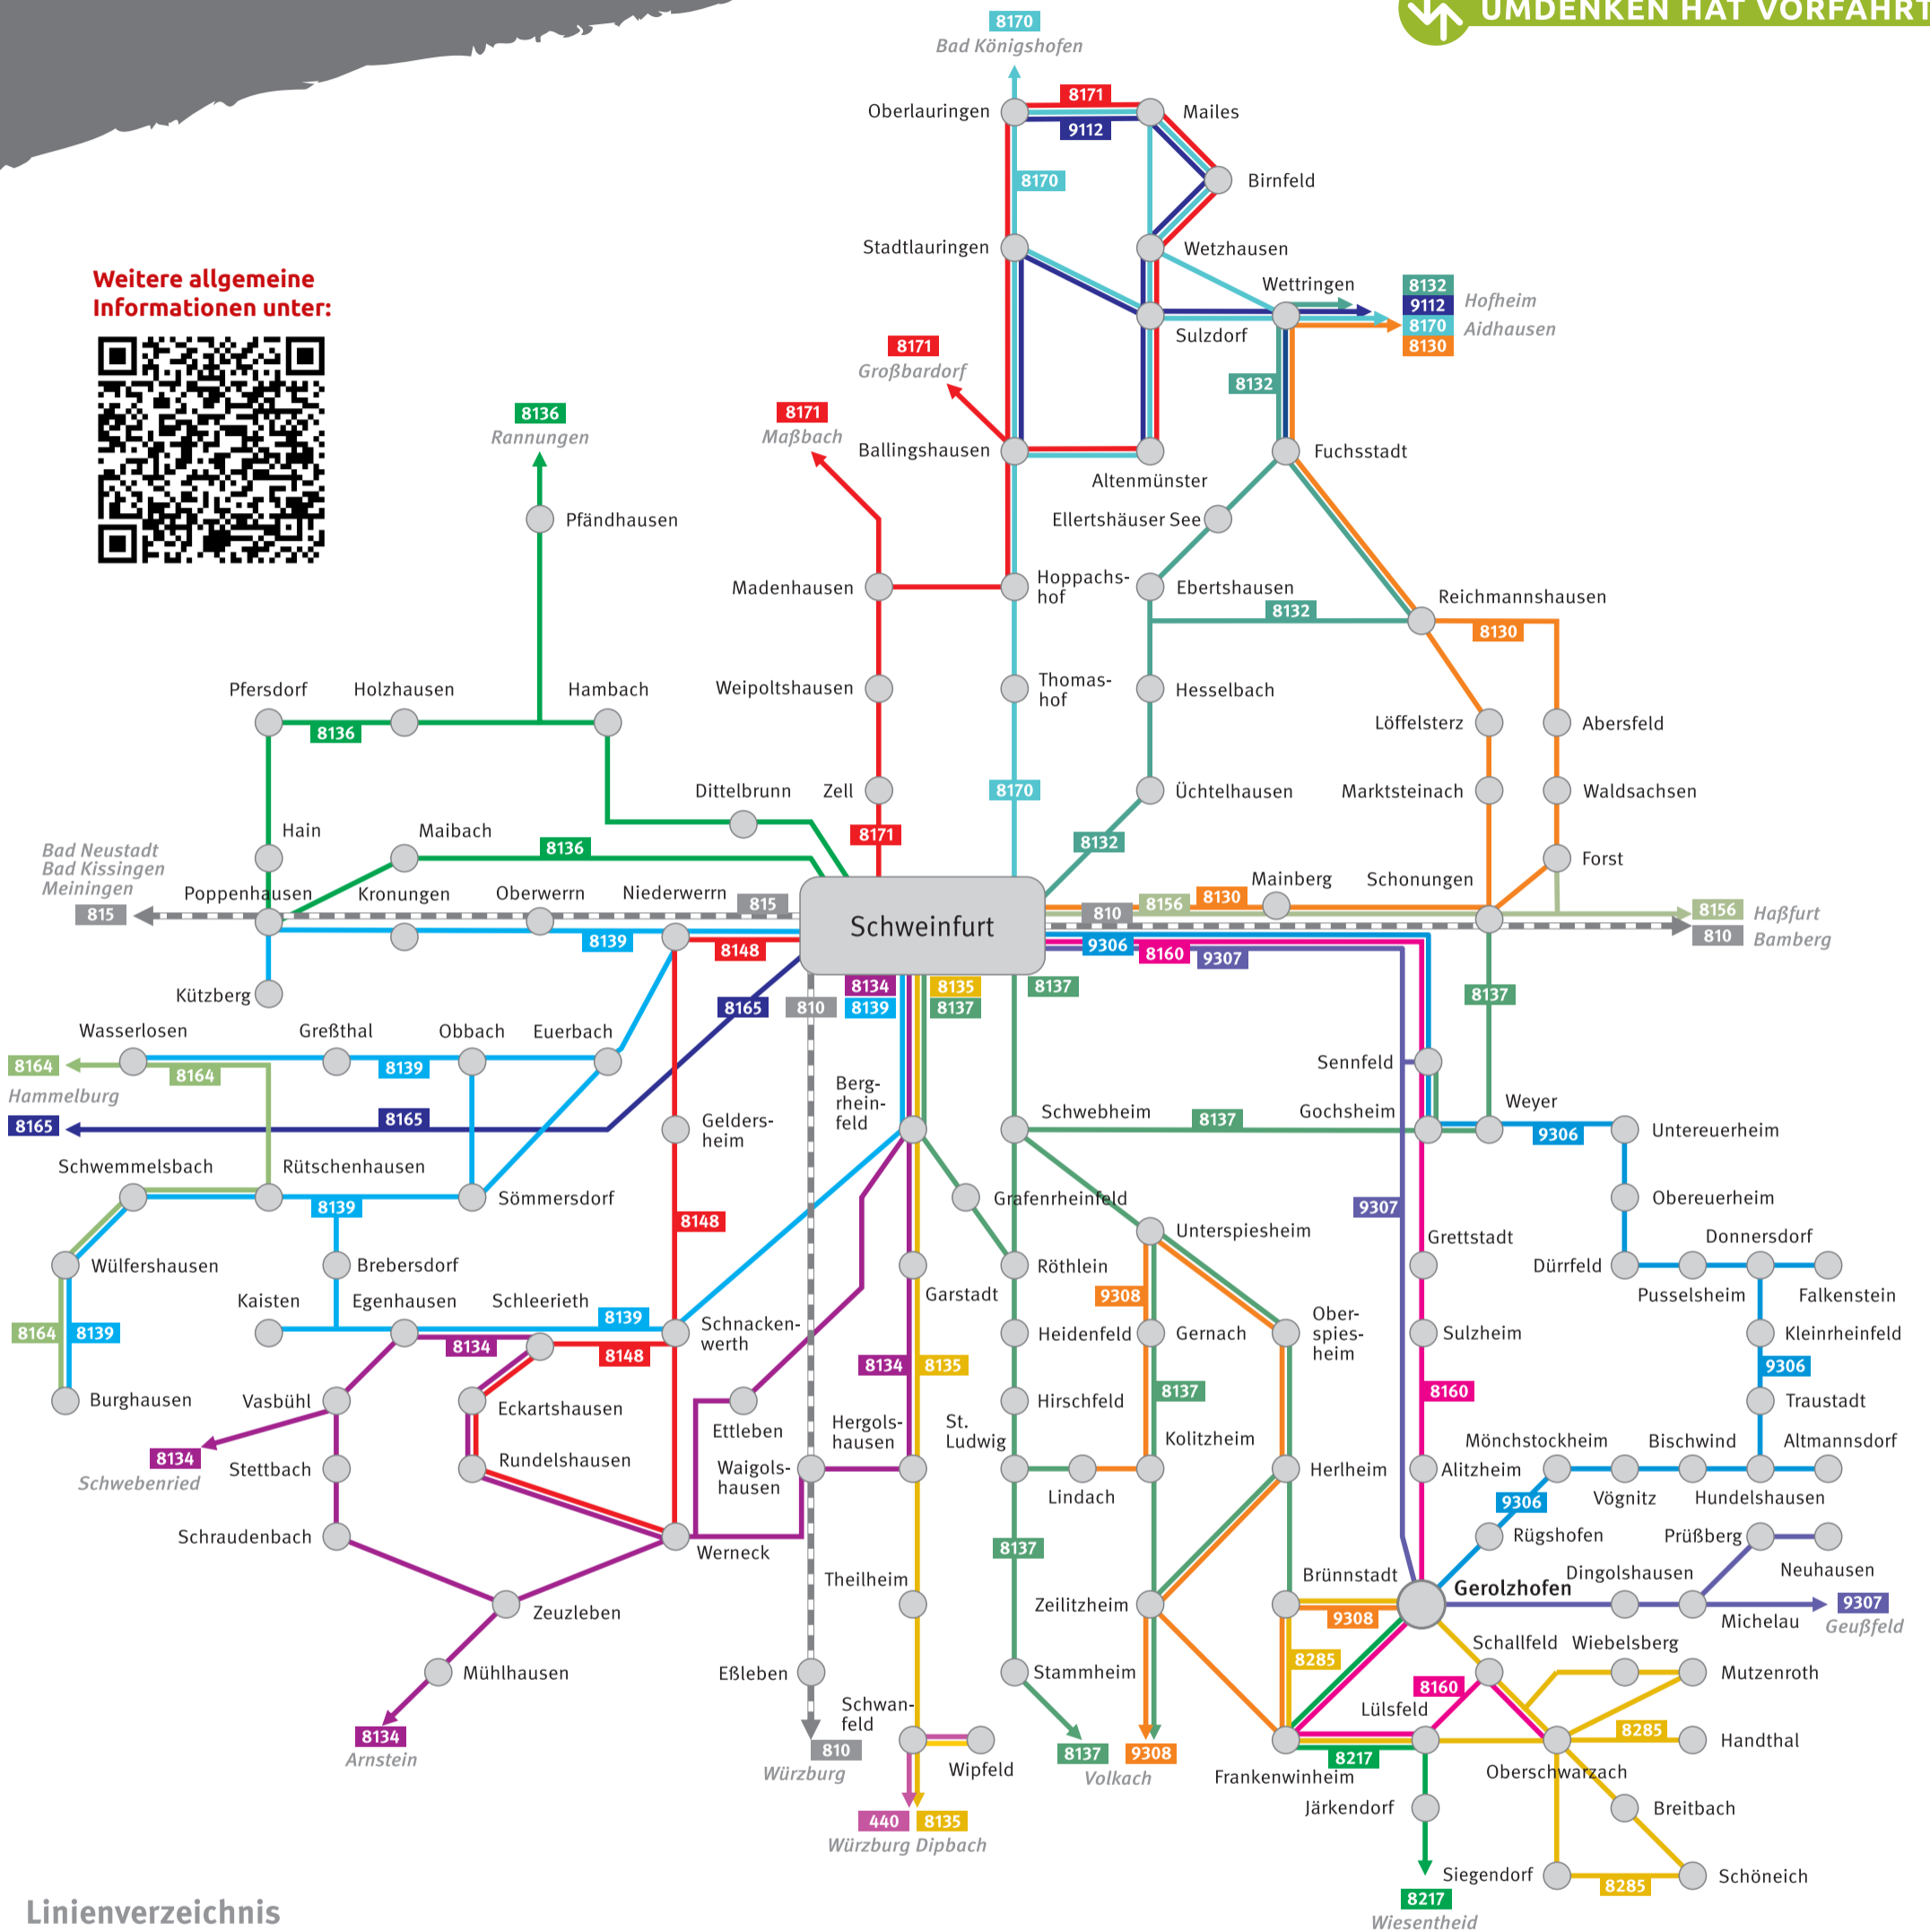 UMDENKEN HAT VORFAHRT
8170
Bad Königshofen
Oberlauringen
8171
9112
Mailes
8170
Birnfeld
Stadtlauringen
Wetzhausen
Weitere allgemeine
Informationen unter:
Wettringen
8132
9112
8170
8130
Hofheim
Aidhausen
Sulzdorf
8171
Großbardorf
8132
8136
Rannungen
8171
Maßbach
Ballingshausen
Altenmünster
Fuchsstadt
Pfändhausen
Ellertshäuser See
Madenhausen
Hoppachs-
hof
Ebertshausen
8132
Reichmannshausen
8130
Pfersdorf
Holzhausen
Hambach
8136
Weipoltshausen
Thomas-
hof
Hesselbach
Löffelsterz
Abersfeld
Dittelbrunn
Zell
8170
Üchtelhausen
Marktsteinach
Waldsachsen
Hain
Maibach
8136
8171
8132
Forst
Bad Neustadt
Bad Kissingen
Meiningen
815
Poppenhausen
Kronungen
Oberwerrn
Niederwerrn
815
8139
8148
Schweinfurt
810
8156
8130
Mainberg
Schonungen
8156
Haßfurt
810
Bamberg
9306
8160
9307
Kützberg
8165
810
8134
8139
8135
8137
8137
8137
Wasserlosen
Greßthal
Obbach
Euerbach
8164
8164
8139
Hammelburg
8165
8165
Berg-
rhein-
feld
Sennfeld
Gelders-
heim
Schwebheim
8137
Gochsheim
Weyer
9306
Untereuerheim
Schwemmelsbach
Rütschenhausen
8139
Sömmersdorf
Grafenrheinfeld
8148
Unterspiesheim
9307
Obereuerheim
Wülfershausen
Brebersdorf
Garstadt
Röthlein
9308
Grettstadt
Dürrfeld
Donnersdorf
Pusselsheim
Falkenstein
Kaisten
Egenhausen
Schleerieth
8139
8134
8148
Schnacken-
werth
8164
8139
Heidenfeld
Gernach
Ober-
spies-
heim
Sulzheim
Kleinrheinfeld
9306
8134
8135
8137
8160
Burghausen
Vasbühl
Eckartshausen
Ettleben
Hirschfeld
Traustadt
8134
Schwebenried
Stettbach
Rundelshausen
Waigols-
hausen
Hergols-
hausen
St.
Ludwig
Lindach
Kolitzheim
Herlheim
Alitzheim
Mönchstockheim
Bischwind
Altmannsdorf
Vögnitz
Hundelshausen
9306
Schraudenbach
Werneck
8137
Rügshofen
Prüßberg
Neuhausen
Zeuzleben
Theilheim
Zeilitzheim
Brünnstadt
9308
Gerolzhofen
Dingolshausen
Michelau
9307
Geußfeld
Mühlhausen
Eßleben
Stammheim
8285
Schallfeld
Wiebelsberg
Mutzenroth
8134
Arnstein
810
Würzburg
Schwan-
feld
Wipfeld
8137
9308
Volkach
8160
Lülsfeld
8217
Frankenwinheim
8285
Handthal
Oberschwarzach
440
8135
Würzburg Dipbach
Järkendorf
Breitbach
Siegendorf
8285
Schöneich
8217
Wiesentheid
Linienverzeichnis